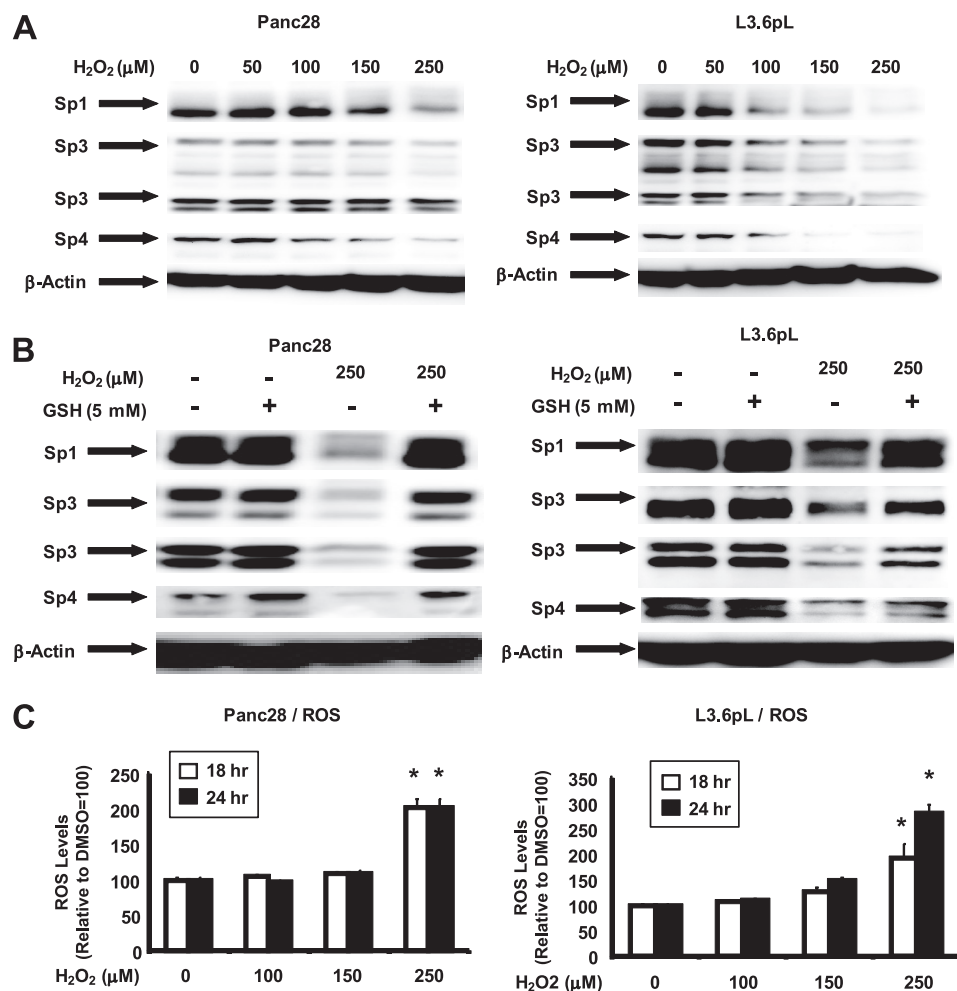 A
Panc28
H₂O₂ (μM) 0 50 100 150 250
Sp1
Sp3
Sp3
Sp4
β-Actin
L3.6pL
H₂O₂ (μM) 0 50 100 150 250
Sp1
Sp3
Sp3
Sp4
β-Actin
B
Panc28
H₂O₂ (μM) - - 250 250
GSH (5 mM) - + - +
Sp1
Sp3
Sp3
Sp4
β-Actin
L3.6pL
H₂O₂ (μM) - - 250 250
GSH (5 mM) - + - +
Sp1
Sp3
Sp3
Sp4
β-Actin
C
Panc28 / ROS
ROS Levels
(Relative to DMSO=100)
250
200
150
100
50
0
18 hr
24 hr
* *
H₂O₂ (μM) 0 100 150 250
L3.6pL / ROS
ROS Levels
(Relative to DMSO=100)
350
300
250
200
150
100
50
0
18 hr
24 hr
*
*
H2O2 (μM) 0 100 150 250